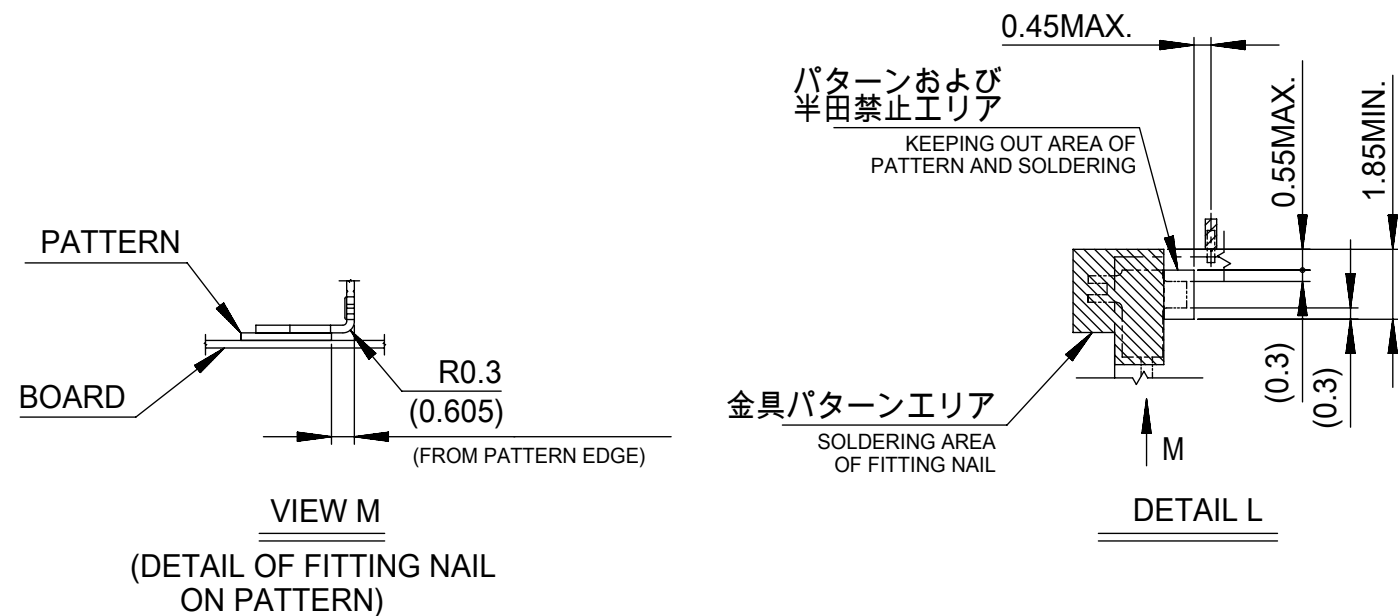 PATTERN
BOARD
R0.3
(0.605)
(FROM PATTERN EDGE)
VIEW M
(DETAIL OF FITTING NAIL
ON PATTERN)
0.45MAX.
パターンおよび
半田禁止エリア
KEEPING OUT AREA OF
PATTERN AND SOLDERING
0.55MAX.
1.85MIN.
(0.3)
(0.3)
金具パターンエリア
SOLDERING AREA
OF FITTING NAIL
M
DETAIL L